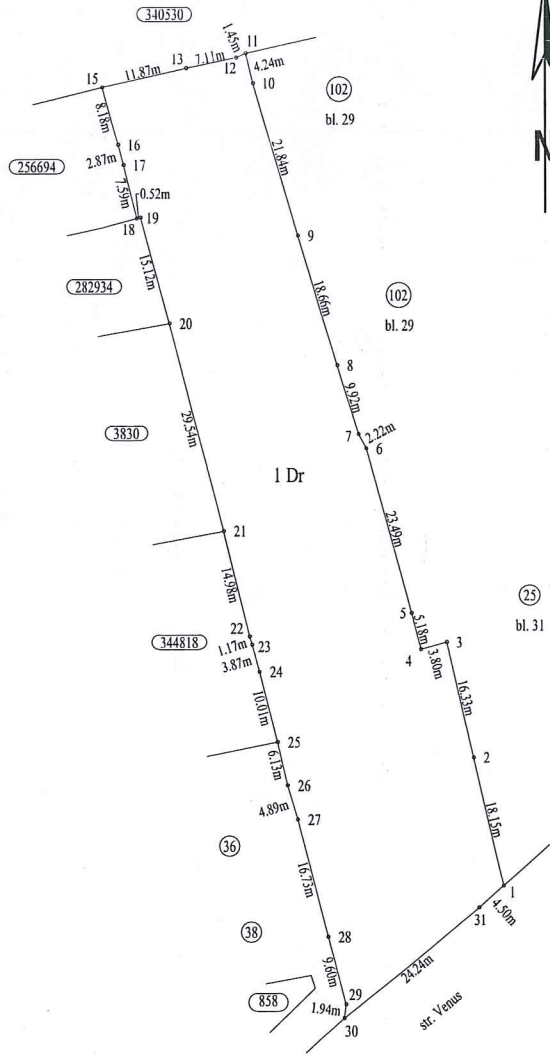 340530
1.45m
11
13
7.11m
12
15
11.87m
4.24m
10
102
bl. 29
8.18m
16
256694
2.87m
17
21.84m
N
7.59m
0.52m
18
19
9
282934
15.12m
18.66m
102
bl. 29
20
8
9.92m
3830
29.54m
7
2.22m
6
1 Dr
23.49m
21
14.98m
25
bl. 31
5
5.18m
22
344818
1.17m
23
3
4
3.80m
3.87m
24
10.01m
16.33m
25
2
6.13m
26
4.89m
27
18.15m
36
16.73m
1
31
4.50m
38
28
9.60m
24.24m
858
29
1.94m
30
str. Venus